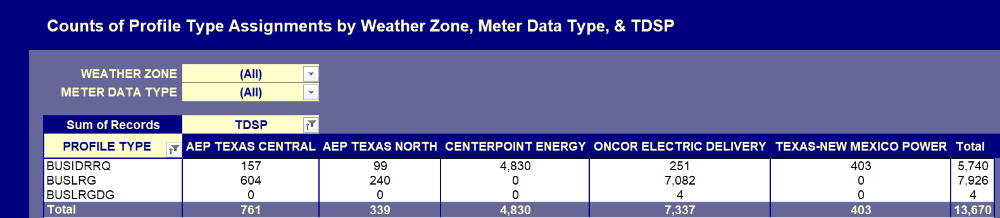 Counts of Profile Type Assignments by Weather Zone, Meter Data Type, & TDSP
WEATHER ZONE (All)
METER DATA TYPE (All)
Sum of Records TDSP
PROFILE TYPE AEP TEXAS CENTRAL AEP TEXAS NORTH CENTERPOINT ENERGY ONCOR ELECTRIC DELIVERY TEXAS-NEW MEXICO POWER Total
BUSIDRRQ 157 99 4,830 251 403 5,740
BUSLRG 604 240 0 7,082 0 7,926
BUSLRGDG 0 0 0 4 0 4
Total 761 339 4,830 7,337 403 13,670